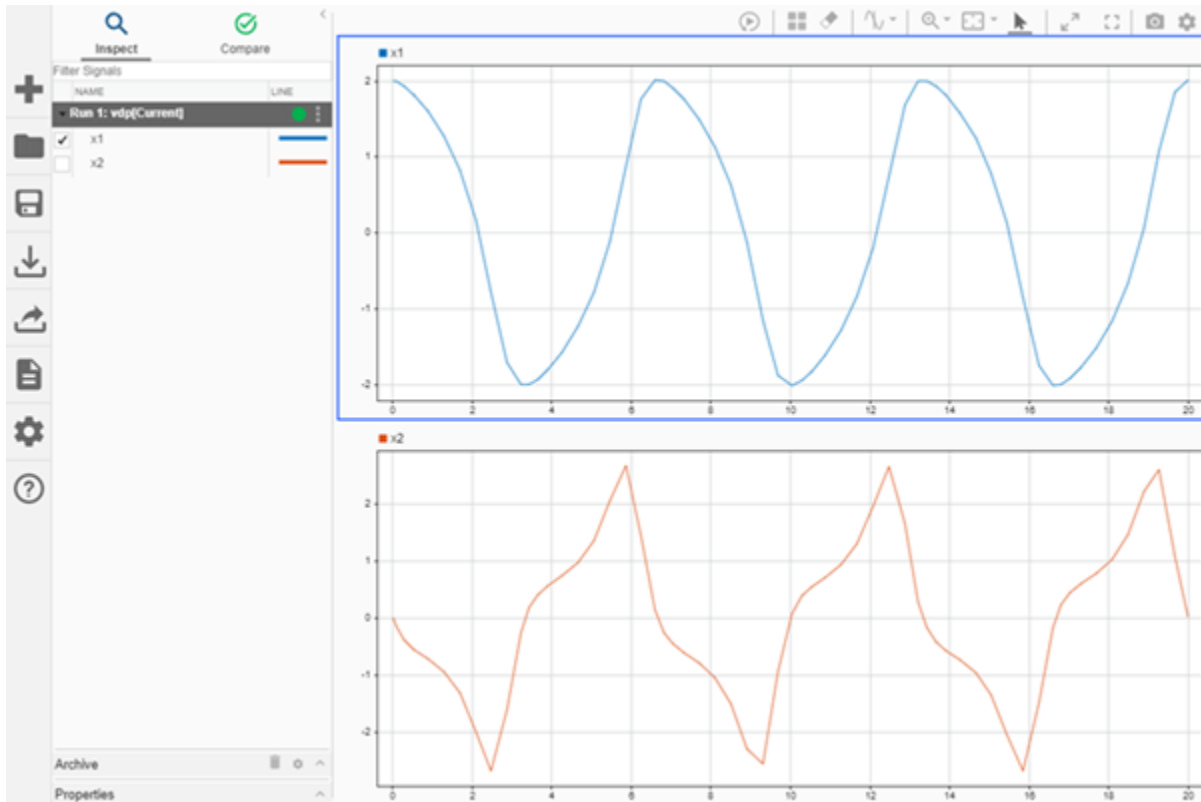 Inspect Compare
Filter Signals
NAME LINE
Run 1: vdp[Current]
x1
x2
Archive
Properties
x1
2
1
0
-1
-2
0 2 4 6 8 10 12 14 16 18 20
x2
2
1
0
-1
-2
0 2 4 6 8 10 12 14 16 18 20